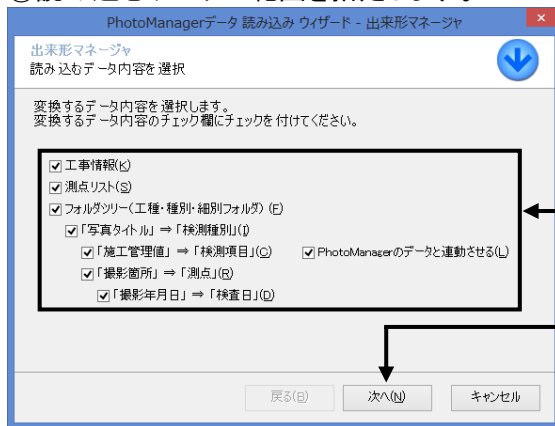 PhotoManagerデータ 読み込み ウィザード - 出来形マネージャ
出来形マネージャ
読み込むデータ内容を選択
変換するデータ内容を選択します。
変換するデータ内容のチェック欄にチェックを付けてください。
工事情報(K)
測点リスト(S)
フォルダツリー(工種・種別・細別フォルダ) (F)
「写真タイトル」 ⇒ 「検測種別」(I)
「施工管理値」 ⇒ 「検測項目」(C) PhotoManagerのデータと連動させる(L)
「撮影箇所」 ⇒ 「測点」(R)
「撮影年月日」 ⇒ 「検査日」(D)
戻る(B) 次へ(N) キャンセル